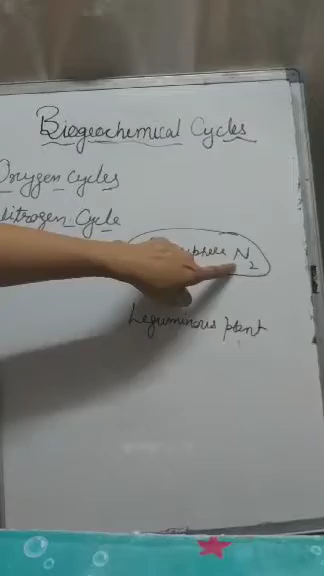 Biogeochemical Cycles
Oxygen Cycles
Nitrogen Cycle
N2
Leguminous plant